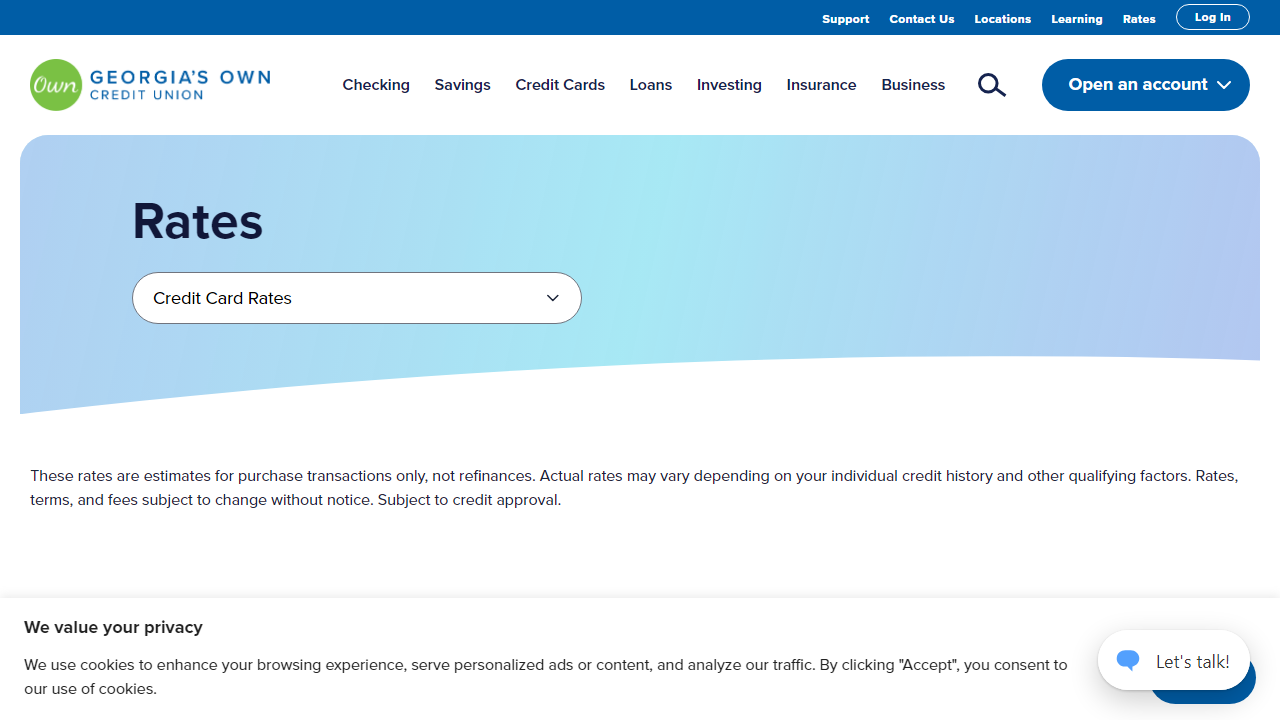 Support Contact Us Locations Learning Rates Log In
Own GEORGIA'S OWN
CREDIT UNION
Checking Savings Credit Cards Loans Investing Insurance Business Open an account
Rates
Credit Card Rates
These rates are estimates for purchase transactions only, not refinances. Actual rates may vary depending on your individual credit history and other qualifying factors. Rates,
terms, and fees subject to change without notice. Subject to credit approval.
We value your privacy
We use cookies to enhance your browsing experience, serve personalized ads or content, and analyze our traffic. By clicking "Accept", you consent to
our use of cookies.
Let's talk!